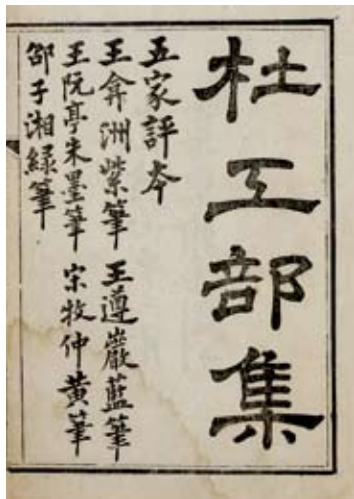 杜工部集
五家評本
王弇洲紫筆 王遵巖藍筆
王阮亭朱墨筆 宋牧仲黃筆
邵子湘綠筆